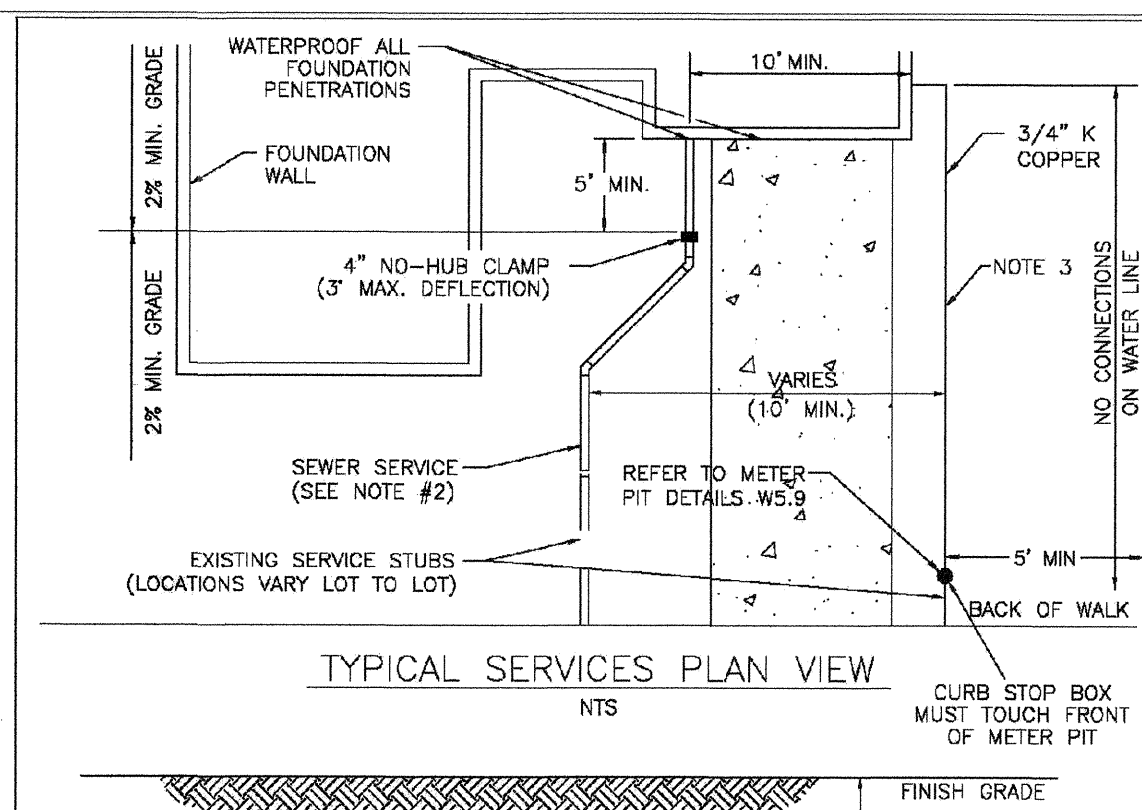 WATERPROOF ALL
FOUNDATION
PENETRATIONS
10' MIN.
2% MIN. GRADE
FOUNDATION
WALL
5' MIN.
3/4" K
COPPER
4" NO-HUB CLAMP
(3" MAX. DEFLECTION)
NOTE 3
2% MIN. GRADE
NO CONNECTIONS
ON WATER LINE
VARIES
(10' MIN.)
SEWER SERVICE
(SEE NOTE #2)
REFER TO METER
PIT DETAILS W5.9
EXISTING SERVICE STUBS
(LOCATIONS VARY LOT TO LOT)
5' MIN
BACK OF WALK
TYPICAL SERVICES PLAN VIEW
NTS
CURB STOP BOX
MUST TOUCH FRONT
OF METER PIT
FINISH GRADE